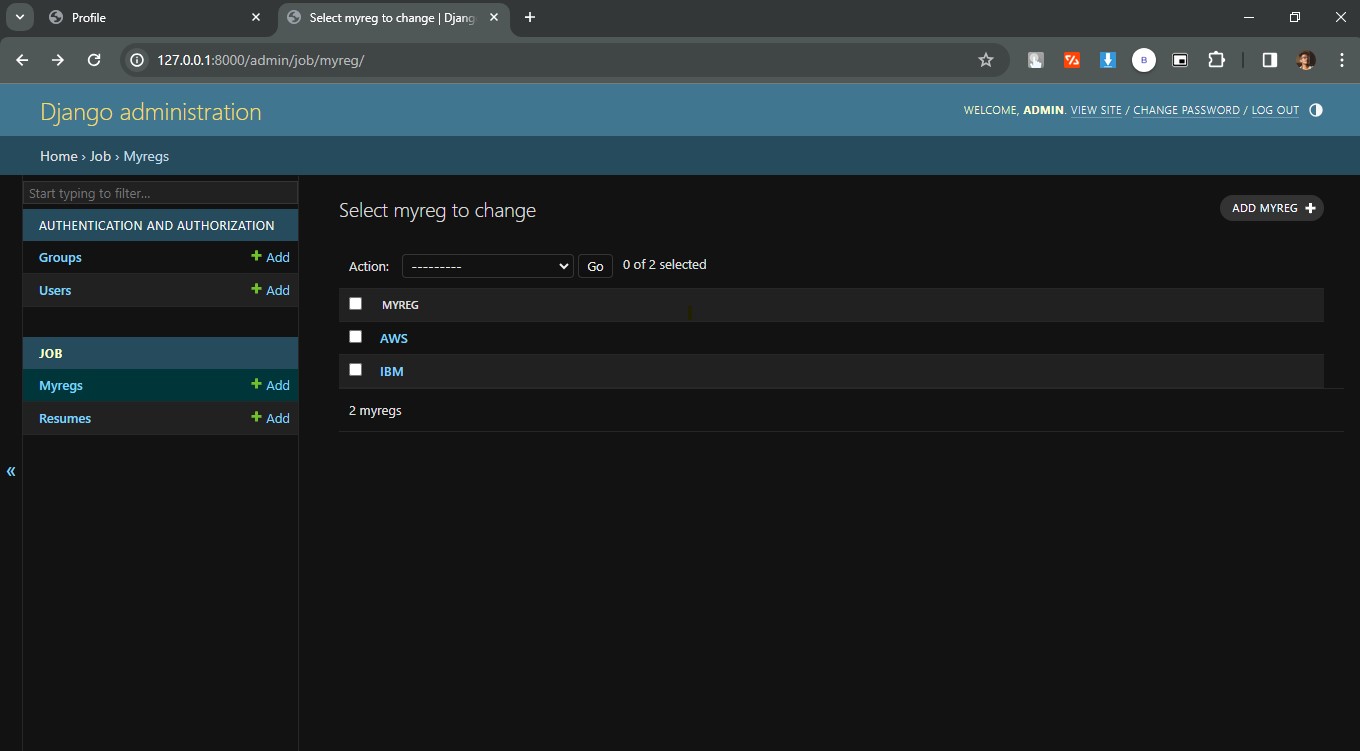 Profile
Select myreg to change | Djang
127.0.0.1:8000/admin/job/myreg/
B
Django administration
WELCOME, ADMIN. VIEW SITE / CHANGE PASSWORD / LOG OUT
Home › Job › Myregs
Start typing to filter...
AUTHENTICATION AND AUTHORIZATION
Groups + Add
Users + Add
JOB
Myregs + Add
Resumes + Add
«
Select myreg to change
ADD MYREG +
Action: --------- Go 0 of 2 selected
MYREG
AWS
IBM
2 myregs